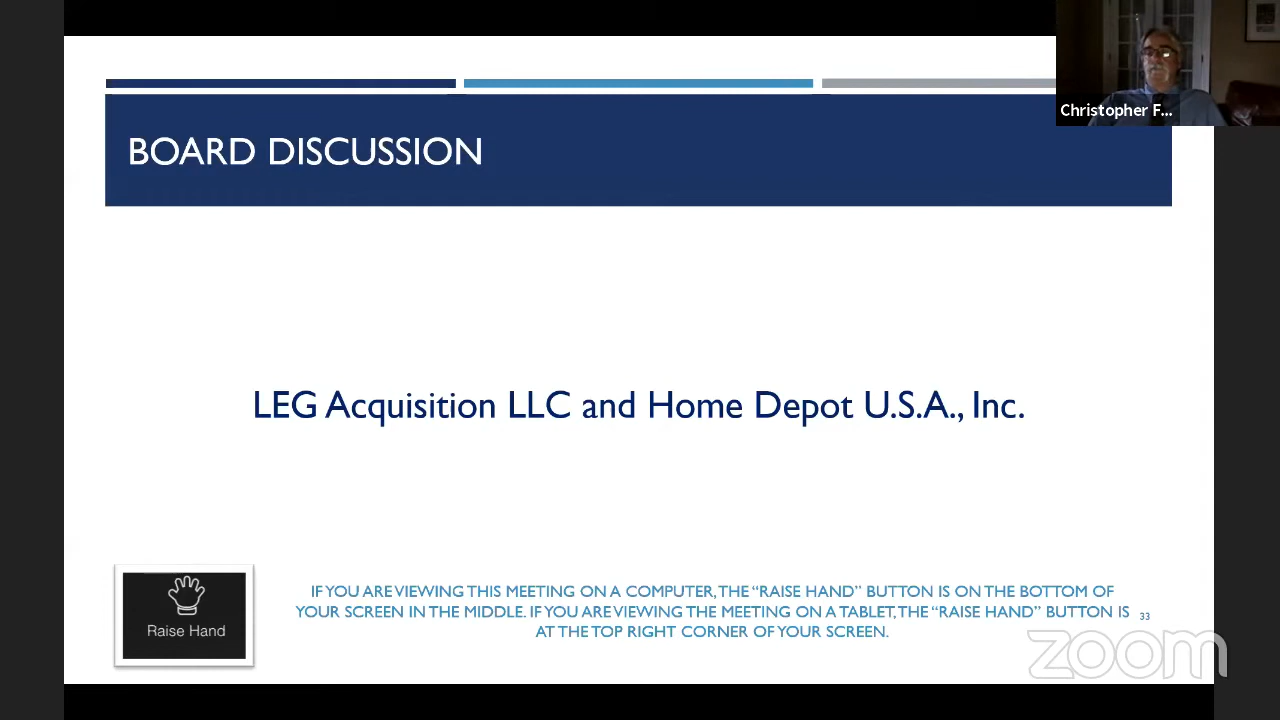 Christopher F...
BOARD DISCUSSION
LEG Acquisition LLC and Home Depot U.S.A., Inc.
Raise Hand
IF YOU ARE VIEWING THIS MEETING ON A COMPUTER, THE “RAISE HAND” BUTTON IS ON THE BOTTOM OF
YOUR SCREEN IN THE MIDDLE. IF YOU ARE VIEWING THE MEETING ON A TABLET, THE “RAISE HAND” BUTTON IS
AT THE TOP RIGHT CORNER OF YOUR SCREEN.
33
zoom